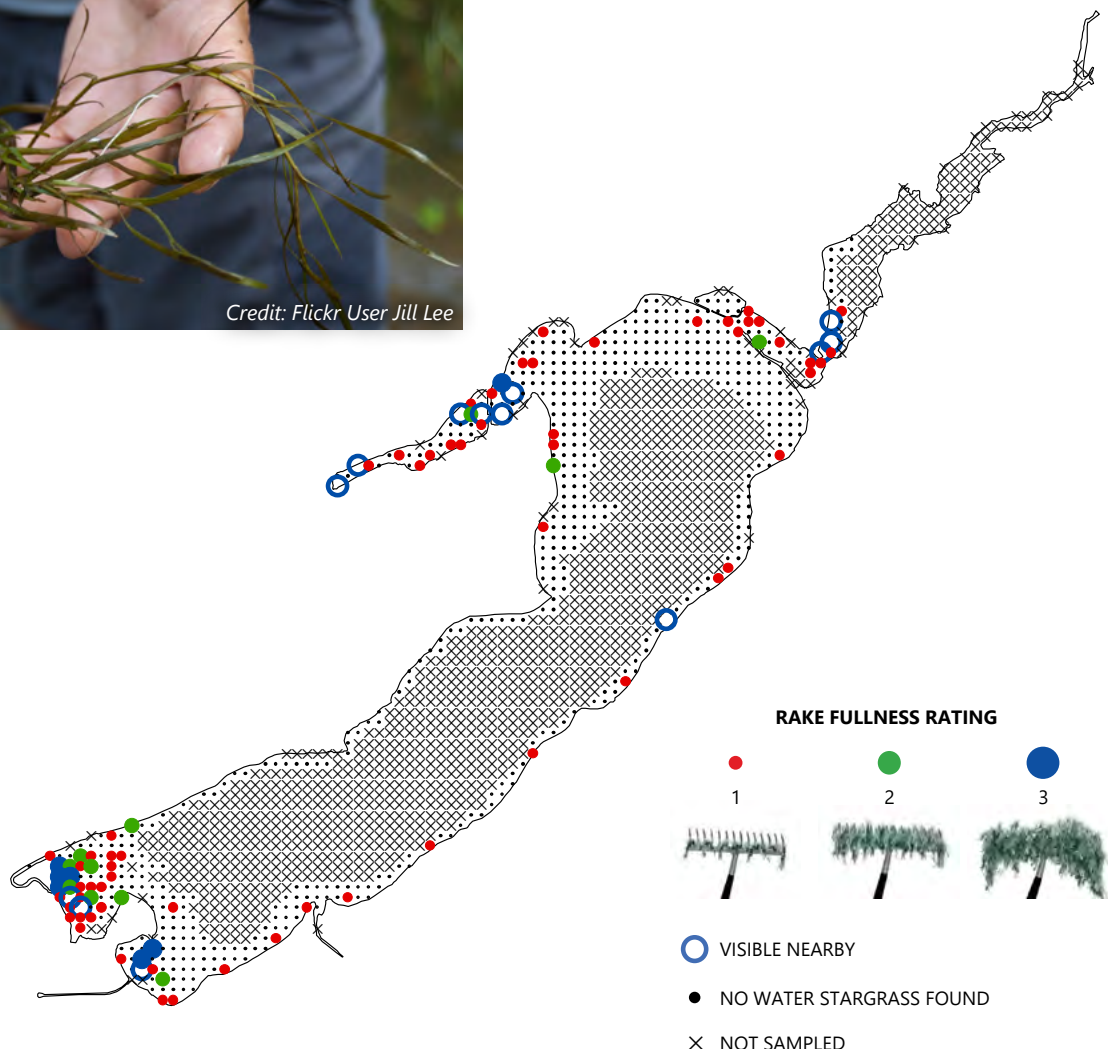 Credit: Flickr User Jill Lee
RAKE FULLNESS RATING
1 2 3
VISIBLE NEARBY
NO WATER STARGRASS FOUND
NOT SAMPLED